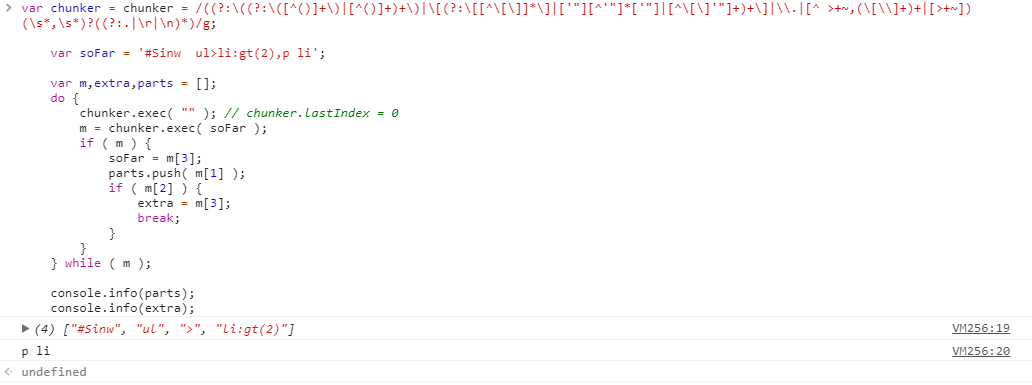 > var chunker = chunker = /((?:\((?:\([^()]+\)|[^()]+)+\)|\[(?:\[[^\[\]]*\]|['"][^'"]*['"]|[^\[\]'"]+)+\]|\\.|[^ >+~,(\[\\]+)+|[>+~])
(\s*,\s*)?((?:.|\r|\n)*)/g;
var soFar = '#Sinw  ul>li:gt(2),p li';
var m,extra,parts = [];
do {
chunker.exec( "" ); // chunker.lastIndex = 0
m = chunker.exec( soFar );
if ( m ) {
soFar = m[3];
parts.push( m[1] );
if ( m[2] ) {
extra = m[3];
break;
}
}
} while ( m );
console.info(parts);
console.info(extra);
▶ (4) ["#Sinw", "ul", ">", "li:gt(2)"] VM256:19
p li VM256:20
undefined